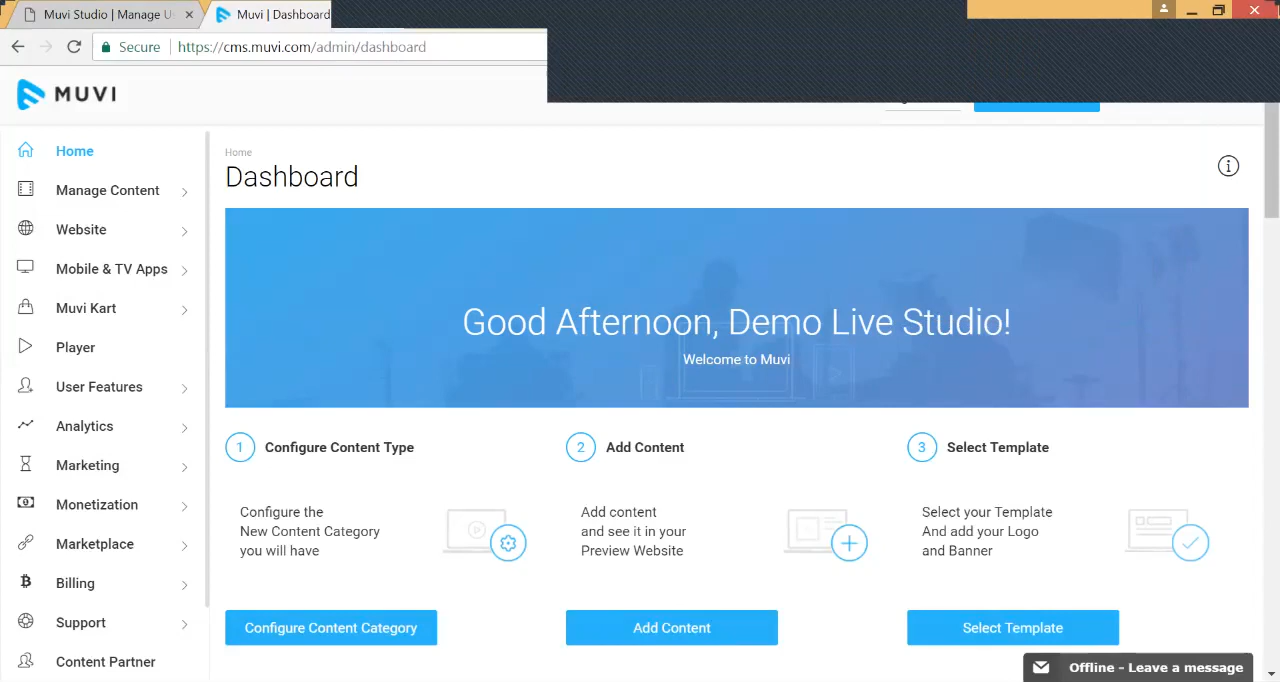 Muvi Studio | Manage Us
Muvi | Dashboard
Secure
https://cms.muvi.com/admin/dashboard
MUVI
Home
Manage Content
Website
Mobile & TV Apps
Muvi Kart
Player
User Features
Analytics
Marketing
Monetization
Marketplace
Billing
Support
Content Partner
Home
Dashboard
Good Afternoon, Demo Live Studio!
Welcome to Muvi
1 Configure Content Type
Configure the
New Content Category
you will have
Configure Content Category
2 Add Content
Add content
and see it in your
Preview Website
Add Content
3 Select Template
Select your Template
And add your Logo
and Banner
Select Template
Offline - Leave a message